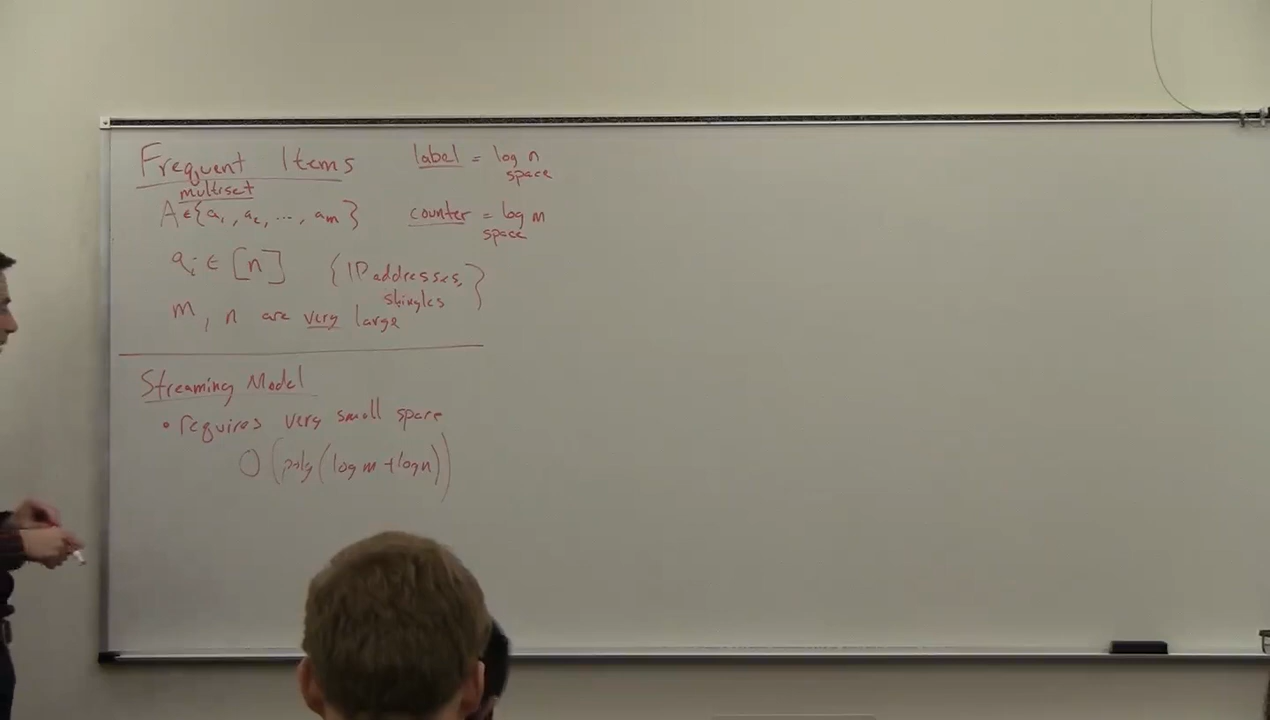 Frequent Items
multiset
A ∈ {a₁, a₂, ..., aₘ}
aᵢ ∈ [n] {IP addresses,
shingles}
m, n are very large
label = log n
space
counter = log m
space
Streaming Model
• requires very small space
O(poly(log m + log n))